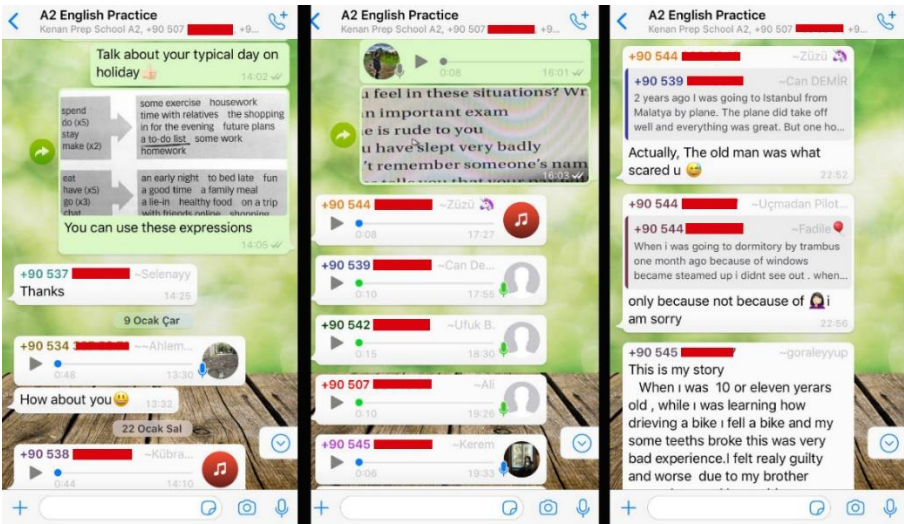 A2 English Practice
Kenan Prep School A2, +90 507 , +9...
Talk about your typical day on
holiday 👍🏻
14:02
spend
do (x5)
stay
make (x2)
some exercise housework
time with relatives the shopping
in for the evening future plans
a to-do list some work
homework
eat
have (x5)
go (x3)
chat
an early night to bed late fun
a good time a family meal
a lie-in healthy food on a trip
with friends online shopping
You can use these expressions
14:05
+90 537 ~Selenayy
Thanks
14:25
9 Ocak Çar
+90 534 ~~Ahlem...
0:48 13:30
How about you😃 13:32
22 Ocak Sal
+90 538 ~Kübra...
0:44 14:10
A2 English Practice
Kenan Prep School A2, +90 507 , +9...
0:08 16:01
u feel in these situations? Wr
n important exam
e is rude to you
u have slept very badly
't remember someone's nam
16:03
+90 544 ~Züzü 🦄
0:08 17:27
+90 539 ~Can De...
0:10 17:55
+90 542 ~Ufuk B.
0:15 18:30
+90 507 ~Ali
0:10 19:26
+90 545 ~Kerem
0:06 19:33
A2 English Practice
Kenan Prep School A2, +90 507 +9...
+90 544 ~Züzü 🦄
+90 539 ~Can DEMİR
2 years ago I was going to Istanbul from
Malatya by plane. The plane did take off
well and everything was great. But one ho...
Actually, The old man was what
scared u 😅
22:52
+90 544 ~Uçmadan Pilot...
+90 544 ~Fadile🎈
When i was going to dormitory by trambus
one month ago because of windows
became steamed up i didnt see out . when...
only because not because of 🤦🏻‍♀️ i
am sorry
22:56
+90 545 ~goraleyyup
This is my story
When ı was 10 or eleven yerars
old , while ı was learning how
drieving a bike ı fell a bike and my
some teeths broke this was very
bad experience.I felt realy guilty
and worse due to my brother